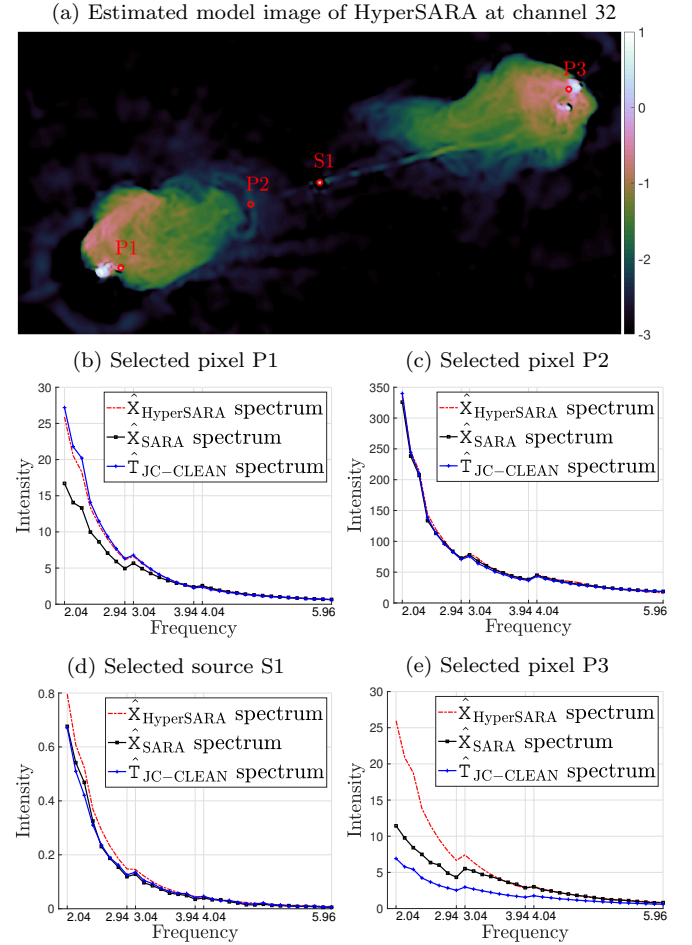 (a) Estimated model image of HyperSARA at channel 32
1
0
-1
-2
-3
P3
S1
P2
P1
(b) Selected pixel P1
30
25
20
15
10
5
0
Intensity
X̂HyperSARA spectrum
X̂SARA spectrum
T̂JC−CLEAN spectrum
2.04 2.94 3.04 3.94 4.04 5.96
Frequency
(c) Selected pixel P2
350
300
250
200
150
100
50
0
Intensity
X̂HyperSARA spectrum
X̂SARA spectrum
T̂JC−CLEAN spectrum
2.04 2.94 3.04 3.94 4.04 5.96
Frequency
(d) Selected source S1
0.8
0.6
0.4
0.2
0
Intensity
X̂HyperSARA spectrum
X̂SARA spectrum
T̂JC−CLEAN spectrum
2.04 2.94 3.04 3.94 4.04 5.96
Frequency
(e) Selected pixel P3
30
25
20
15
10
5
0
Intensity
X̂HyperSARA spectrum
X̂SARA spectrum
T̂JC−CLEAN spectrum
2.04 2.94 3.04 3.94 4.04 5.96
Frequency